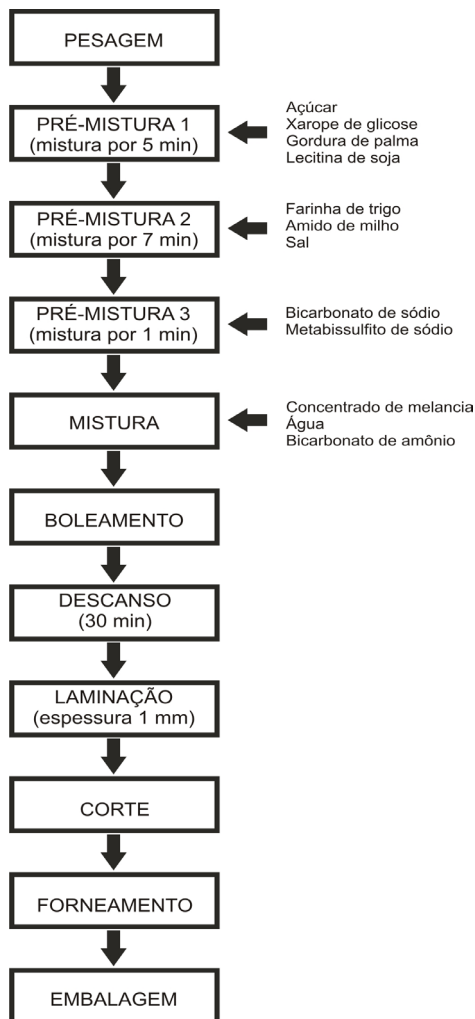 PESAGEM
PRÉ-MISTURA 1
(mistura por 5 min)
Açúcar
Xarope de glicose
Gordura de palma
Lecitina de soja
PRÉ-MISTURA 2
(mistura por 7 min)
Farinha de trigo
Amido de milho
Sal
PRÉ-MISTURA 3
(mistura por 1 min)
Bicarbonato de sódio
Metabissulfito de sódio
MISTURA
Concentrado de melancia
Água
Bicarbonato de amônio
BOLEAMENTO
DESCANSO
(30 min)
LAMINAÇÃO
(espessura 1 mm)
CORTE
FORNEAMENTO
EMBALAGEM